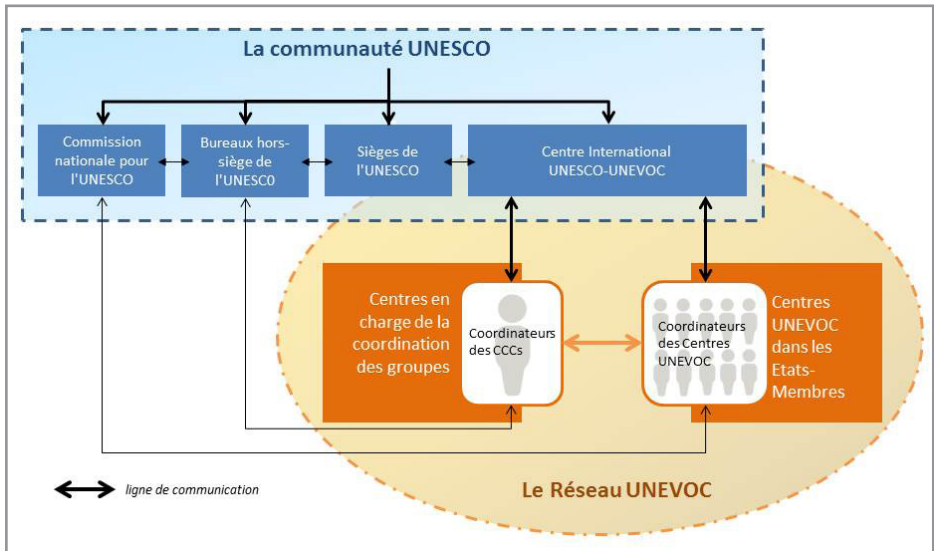 La communauté UNESCO
Commission
nationale pour
l'UNESCO
Bureaux hors-
siège de
l'UNESC0
Sièges de
l'UNESCO
Centre International
UNESCO-UNEVOC
Centres en
charge de la
coordination
des groupes
Coordinateurs
des CCCs
Coordinateurs
des Centres
UNEVOC
Centres
UNEVOC
dans les
Etats-
Membres
ligne de communication
Le Réseau UNEVOC